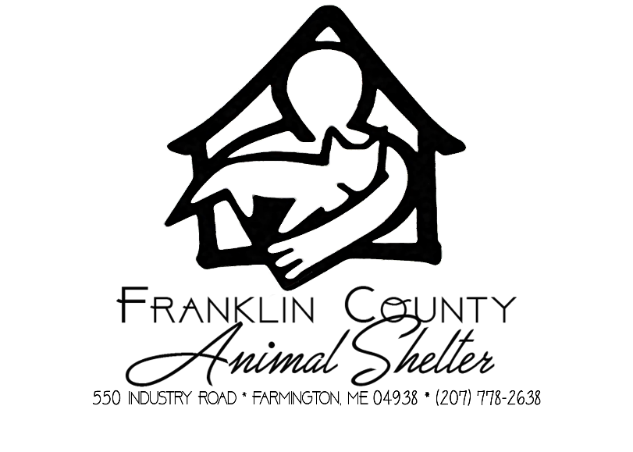 Franklin County
Animal Shelter
550 Industry Road * Farmington, ME 04938 * (207) 778-2638